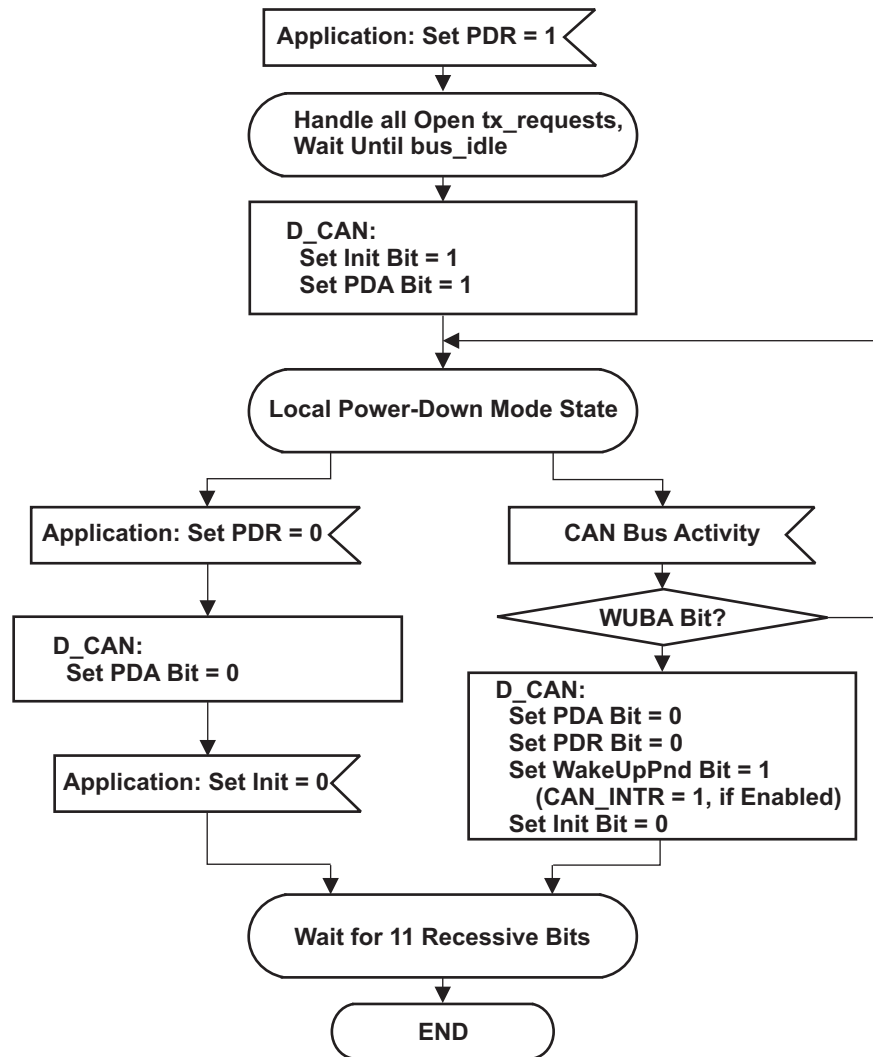 Application: Set PDR = 1
Handle all Open tx_requests,
Wait Until bus_idle
D_CAN:
Set Init Bit = 1
Set PDA Bit = 1
Local Power-Down Mode State
Application: Set PDR = 0
CAN Bus Activity
WUBA Bit?
D_CAN:
Set PDA Bit = 0
Application: Set Init = 0
D_CAN:
Set PDA Bit = 0
Set PDR Bit = 0
Set WakeUpPnd Bit = 1
(CAN_INTR = 1, if Enabled)
Set Init Bit = 0
Wait for 11 Recessive Bits
END